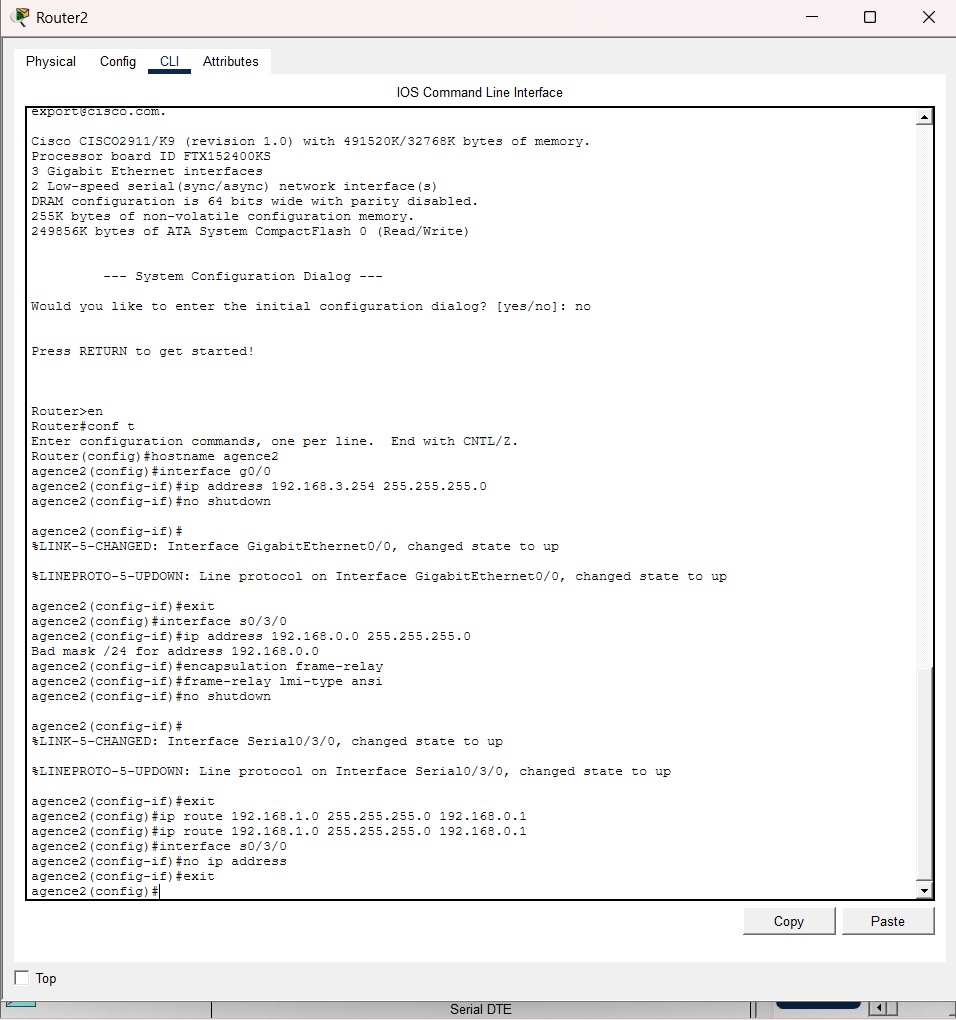 Router2
Physical Config CLI Attributes
IOS Command Line Interface
export@cisco.com.
Cisco CISCO2911/K9 (revision 1.0) with 491520K/32768K bytes of memory.
Processor board ID FTX152400KS
3 Gigabit Ethernet interfaces
2 Low-speed serial(sync/async) network interface(s)
DRAM configuration is 64 bits wide with parity disabled.
255K bytes of non-volatile configuration memory.
249856K bytes of ATA System CompactFlash 0 (Read/Write)
--- System Configuration Dialog ---
Would you like to enter the initial configuration dialog? [yes/no]: no
Press RETURN to get started!
Router>en
Router#conf t
Enter configuration commands, one per line.  End with CNTL/Z.
Router(config)#hostname agence2
agence2(config)#interface g0/0
agence2(config-if)#ip address 192.168.3.254 255.255.255.0
agence2(config-if)#no shutdown
agence2(config-if)#
%LINK-5-CHANGED: Interface GigabitEthernet0/0, changed state to up
%LINEPROTO-5-UPDOWN: Line protocol on Interface GigabitEthernet0/0, changed state to up
agence2(config-if)#exit
agence2(config)#interface s0/3/0
agence2(config-if)#ip address 192.168.0.0 255.255.255.0
Bad mask /24 for address 192.168.0.0
agence2(config-if)#encapsulation frame-relay
agence2(config-if)#frame-relay lmi-type ansi
agence2(config-if)#no shutdown
agence2(config-if)#
%LINK-5-CHANGED: Interface Serial0/3/0, changed state to up
%LINEPROTO-5-UPDOWN: Line protocol on Interface Serial0/3/0, changed state to up
agence2(config-if)#exit
agence2(config)#ip route 192.168.1.0 255.255.255.0 192.168.0.1
agence2(config)#ip route 192.168.1.0 255.255.255.0 192.168.0.1
agence2(config)#interface s0/3/0
agence2(config-if)#no ip address
agence2(config-if)#exit
agence2(config)#
Copy Paste
Top
Serial DTE